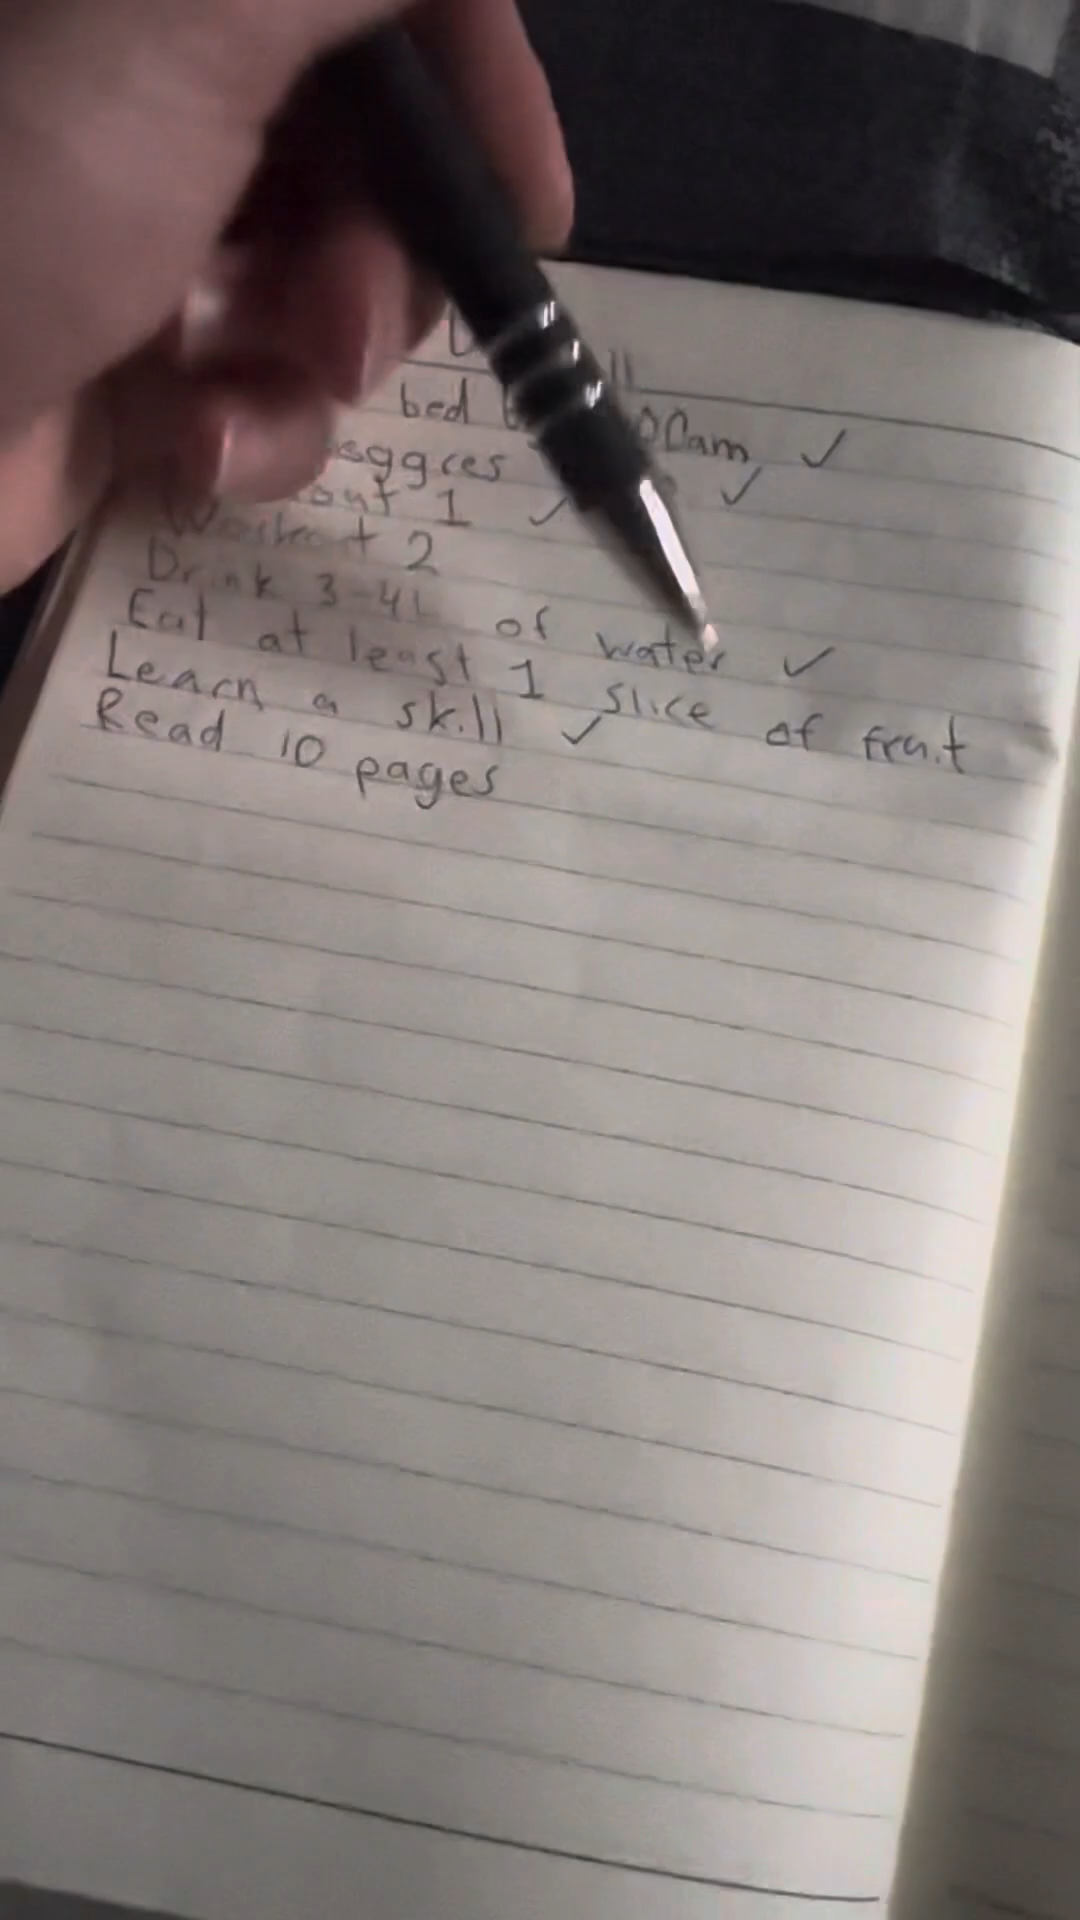 bed 00am ✓
✓
1 ✓
Workout 2
Drink 3-4L of water ✓
Eat at least 1 slice of fruit
Learn a skill ✓
Read 10 pages